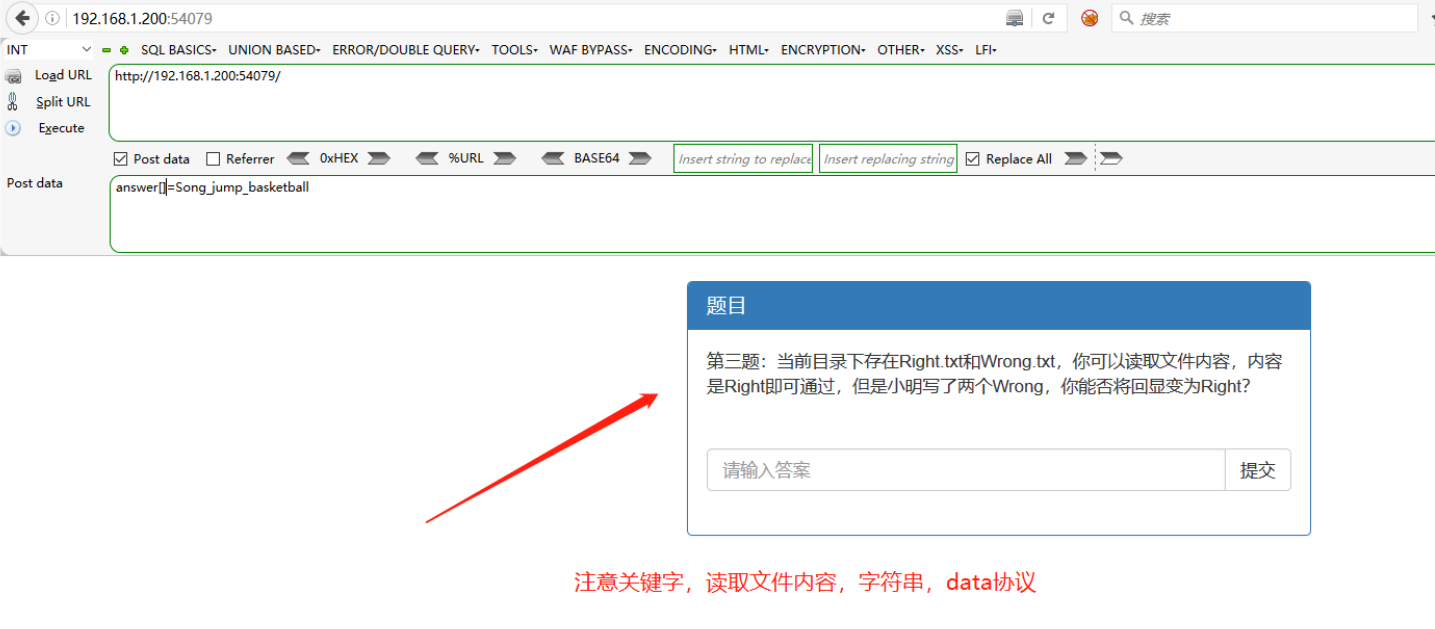 192.168.1.200:54079
搜索
INT
SQL BASICS
UNION BASED
ERROR/DOUBLE QUERY
TOOLS
WAF BYPASS
ENCODING
HTML
ENCRYPTION
OTHER
XSS
LFI
Load URL
http://192.168.1.200:54079/
Split URL
Execute
Post data
Referrer
0xHEX
%URL
BASE64
Insert string to replace
Insert replacing string
Replace All
Post data
answer[]=Song_jump_basketball
题目
第三题：当前目录下存在Right.txt和Wrong.txt，你可以读取文件内容，内容
是Right即可通过，但是小明写了两个Wrong，你能否将回显变为Right？
请输入答案
提交
注意关键字，读取文件内容，字符串，data协议